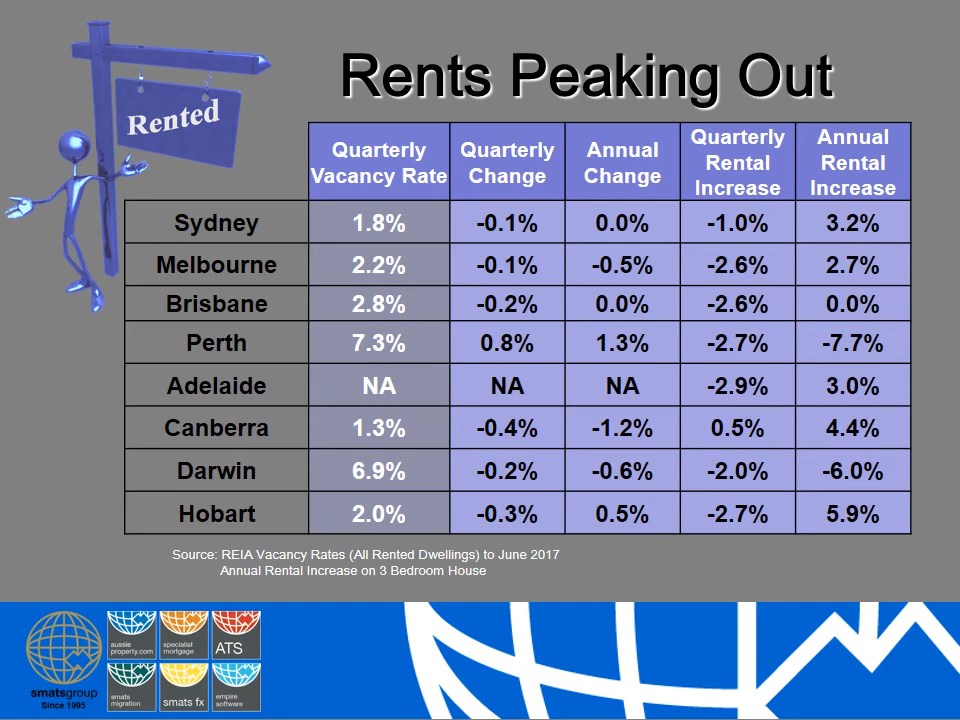 Rented
Rents Peaking Out
Quarterly Vacancy Rate Quarterly Change Annual Change Quarterly Rental Increase Annual Rental Increase
Sydney 1.8% -0.1% 0.0% -1.0% 3.2%
Melbourne 2.2% -0.1% -0.5% -2.6% 2.7%
Brisbane 2.8% -0.2% 0.0% -2.6% 0.0%
Perth 7.3% 0.8% 1.3% -2.7% -7.7%
Adelaide NA NA NA -2.9% 3.0%
Canberra 1.3% -0.4% -1.2% 0.5% 4.4%
Darwin 6.9% -0.2% -0.6% -2.0% -6.0%
Hobart 2.0% -0.3% 0.5% -2.7% 5.9%
Source: REIA Vacancy Rates (All Rented Dwellings) to June 2017
Annual Rental Increase on 3 Bedroom House
smatsgroup
Since 1995
aussie
property.com
specialist
mortgage
ATS
smats
migration
smats fx
empire
software